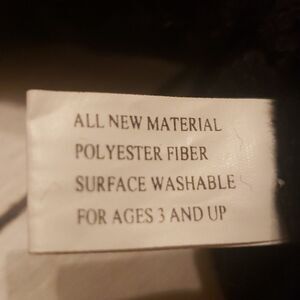 ALL NEW MATERIAL
POLYESTER FIBER
SURFACE WASHABLE
FOR AGES 3 AND UP